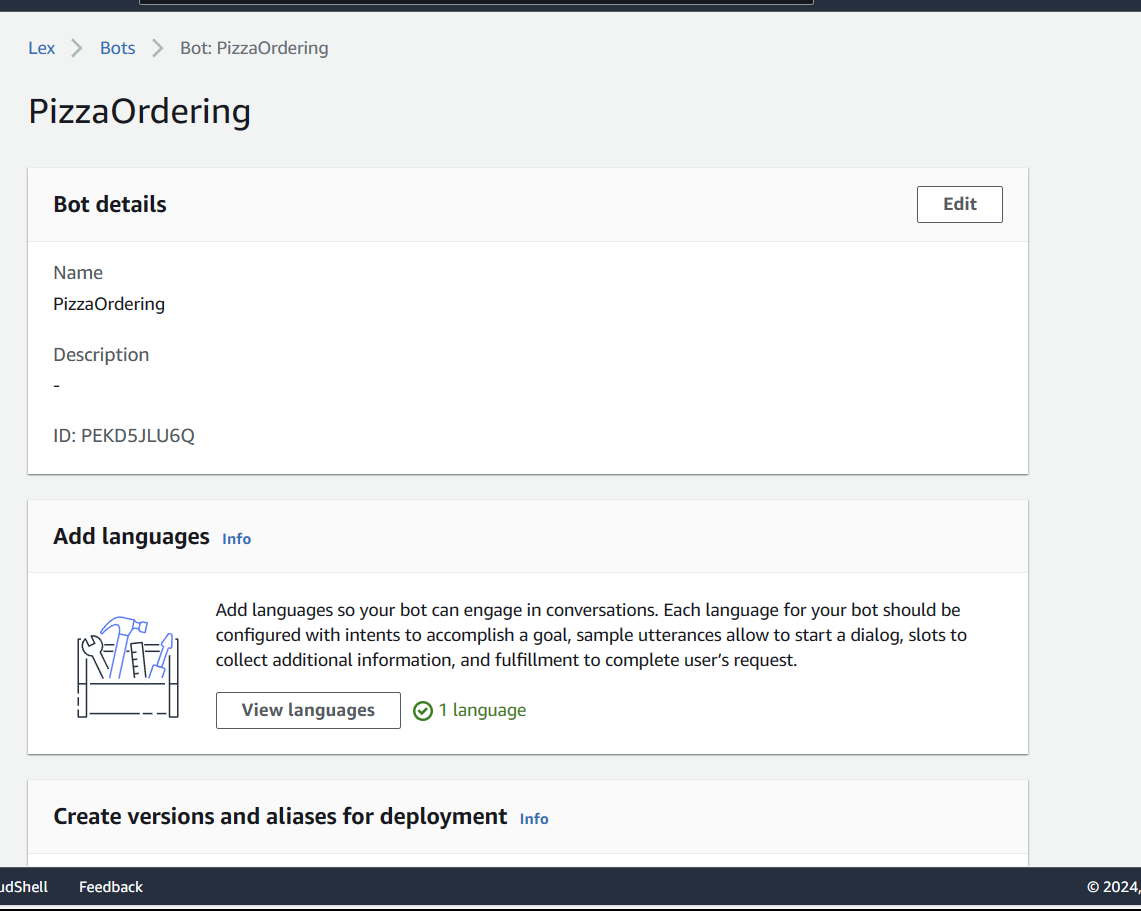 Lex > Bots > Bot: PizzaOrdering
PizzaOrdering
Bot details
Edit
Name
PizzaOrdering
Description
-
ID: PEKD5JLU6Q
Add languages Info
Add languages so your bot can engage in conversations. Each language for your bot should be
configured with intents to accomplish a goal, sample utterances allow to start a dialog, slots to
collect additional information, and fulfillment to complete user’s request.
View languages 1 language
Create versions and aliases for deployment Info
udShell Feedback © 2024,